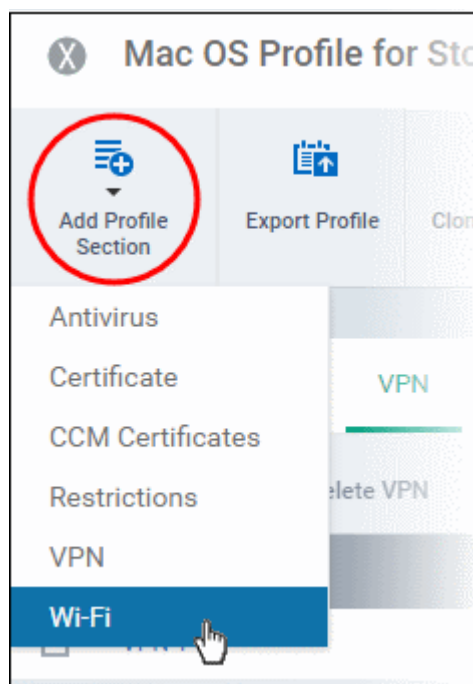 Mac OS Profile for Sto
Add Profile
Section
Export Profile
Clon
Antivirus
Certificate
CCM Certificates
Restrictions
VPN
Wi-Fi
VPN
elete VPN